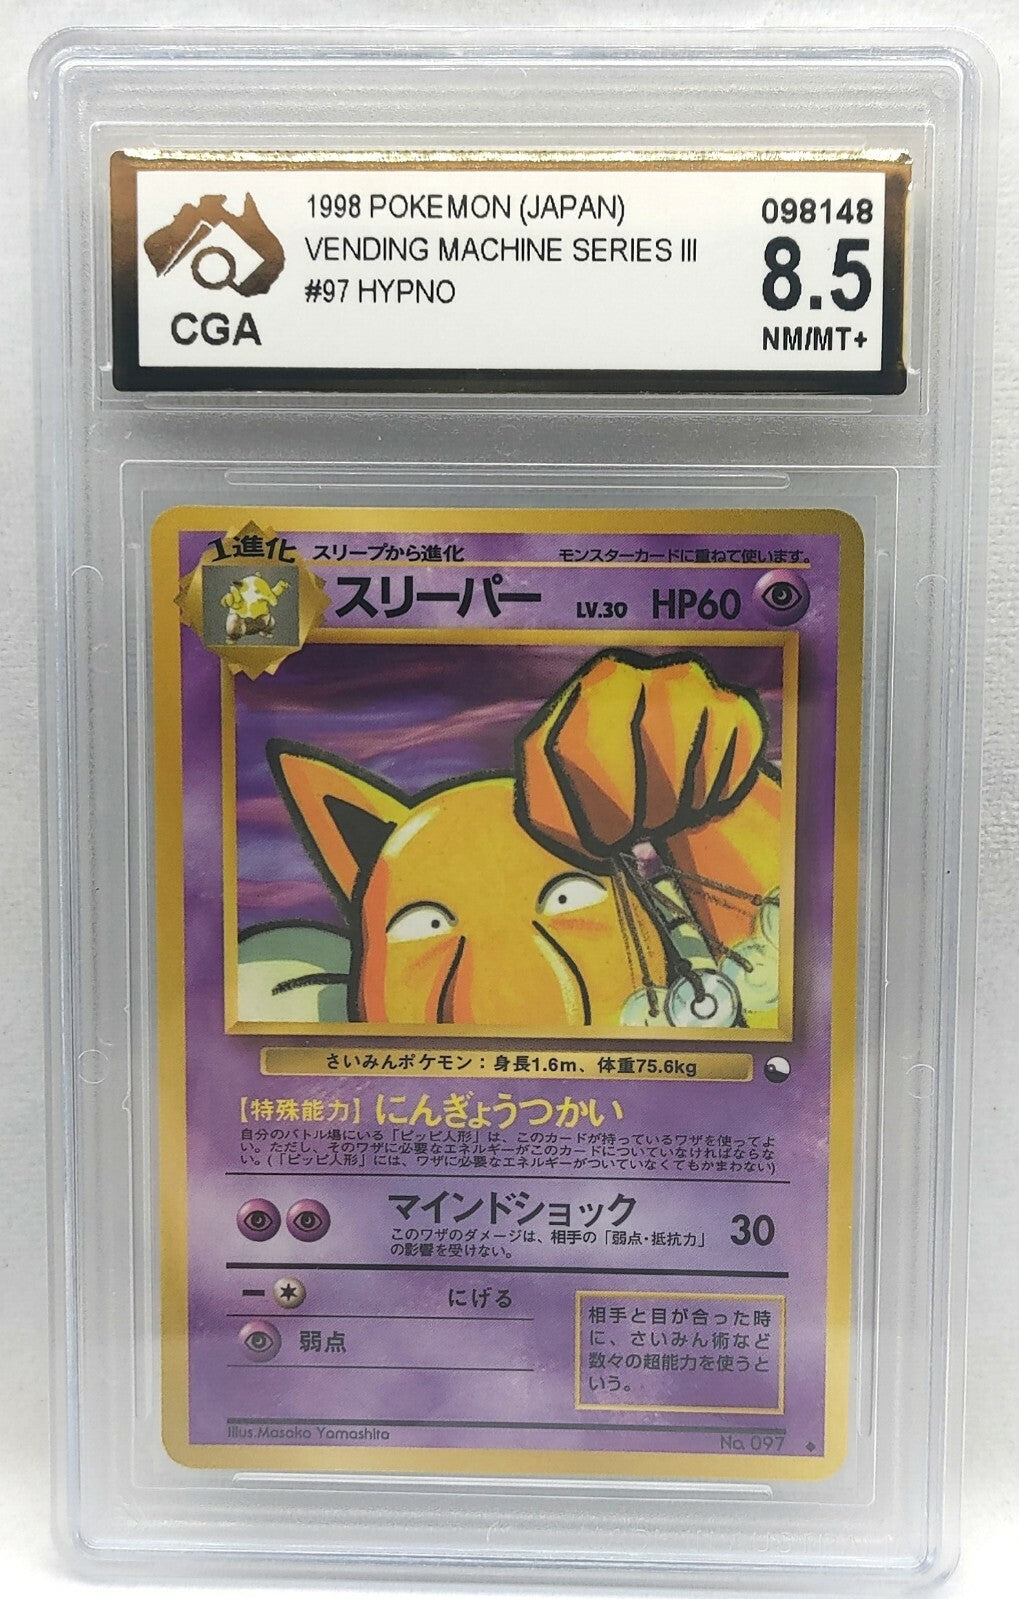 1998 POKEMON (JAPAN)
VENDING MACHINE SERIES III
#97 HYPNO
CGA
098148
8.5
NM/MT+
1進化 スリープから進化 モンスターカードに重ねて使います。
スリーパー LV.30 HP60
さいみんポケモン：身長1.6m、体重75.6kg
【特殊能力】にんぎょうつかい
自分のバトル場にいる「ピッピ人形」は、このカードが持っているワザを使ってよ
い。ただし、そのワザに必要なエネルギーがこのカードについていなければならな
い。(「ピッピ人形」には、ワザに必要なエネルギーがついていなくてもかまわない)
マインドショック 30
このワザのダメージは、相手の「弱点・抵抗力」
の影響を受けない。
− にげる
弱点
相手と目が合った時
に、さいみん術など
数々の超能力を使うと
いう。
Illus.Masako Yamashita
No. 097